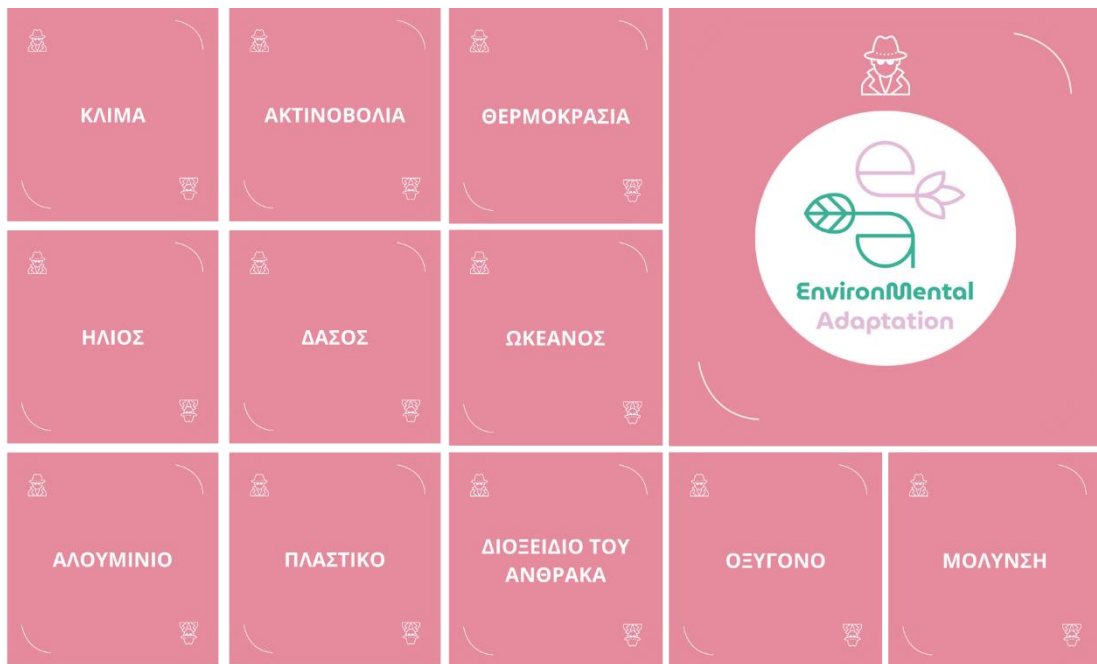 ΚΛΙΜΑ
ΑΚΤΙΝΟΒΟΛΙΑ
ΘΕΡΜΟΚΡΑΣΙΑ
EnvironMental
Adaptation
ΗΛΙΟΣ
ΔΑΣΟΣ
ΩΚΕΑΝΟΣ
ΑΛΟΥΜΙΝΙΟ
ΠΛΑΣΤΙΚΟ
ΔΙΟΞΕΙΔΙΟ ΤΟΥ
ΑΝΘΡΑΚΑ
ΟΞΥΓΟΝΟ
ΜΟΛΥΝΣΗ